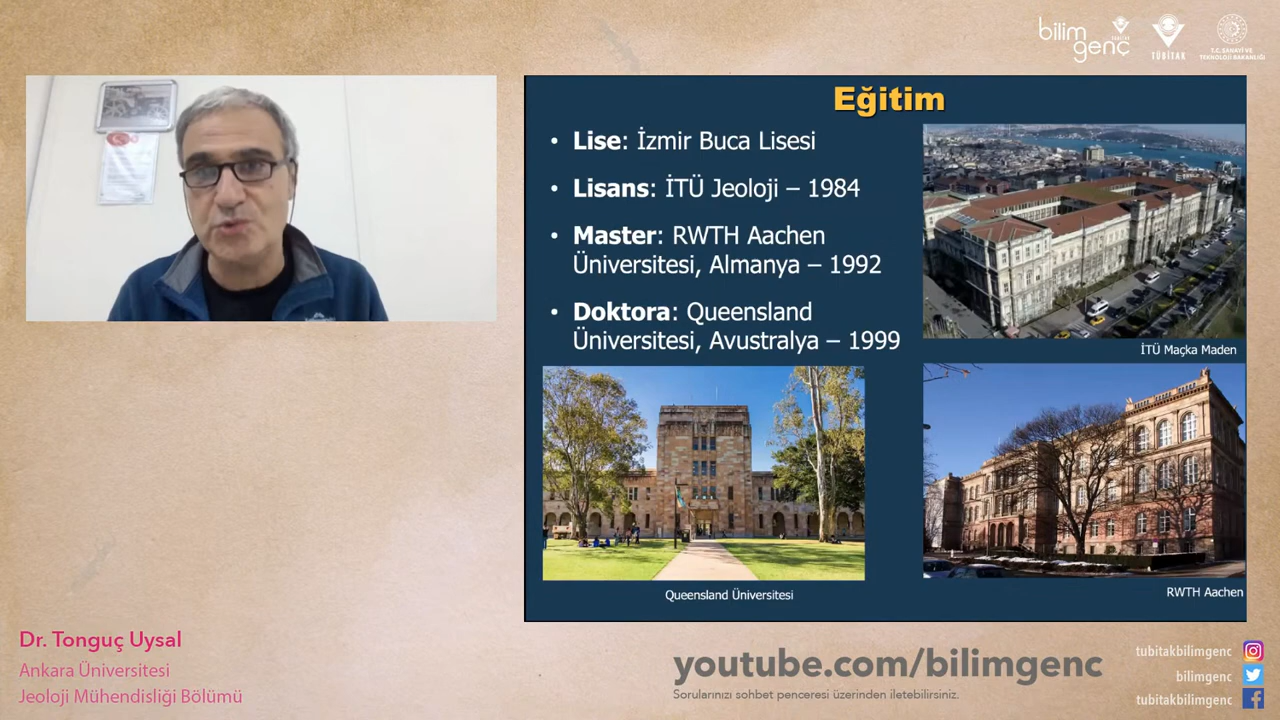 bilim
genç
TÜBİTAK
TÜBİTAK
T.C. SANAYİ VE
TEKNOLOJİ BAKANLIĞI
Eğitim
• Lise: İzmir Buca Lisesi
• Lisans: İTÜ Jeoloji – 1984
• Master: RWTH Aachen
Üniversitesi, Almanya – 1992
• Doktora: Queensland
Üniversitesi, Avustralya – 1999
İTÜ Maçka Maden
Queensland Üniversitesi
RWTH Aachen
Dr. Tonguç Uysal
Ankara Üniversitesi
Jeoloji Mühendisliği Bölümü
youtube.com/bilimgenc
Sorularınızı sohbet penceresi üzerinden iletebilirsiniz.
tubitakbilimgenc
bilimgenc
tubitakbilimgenc